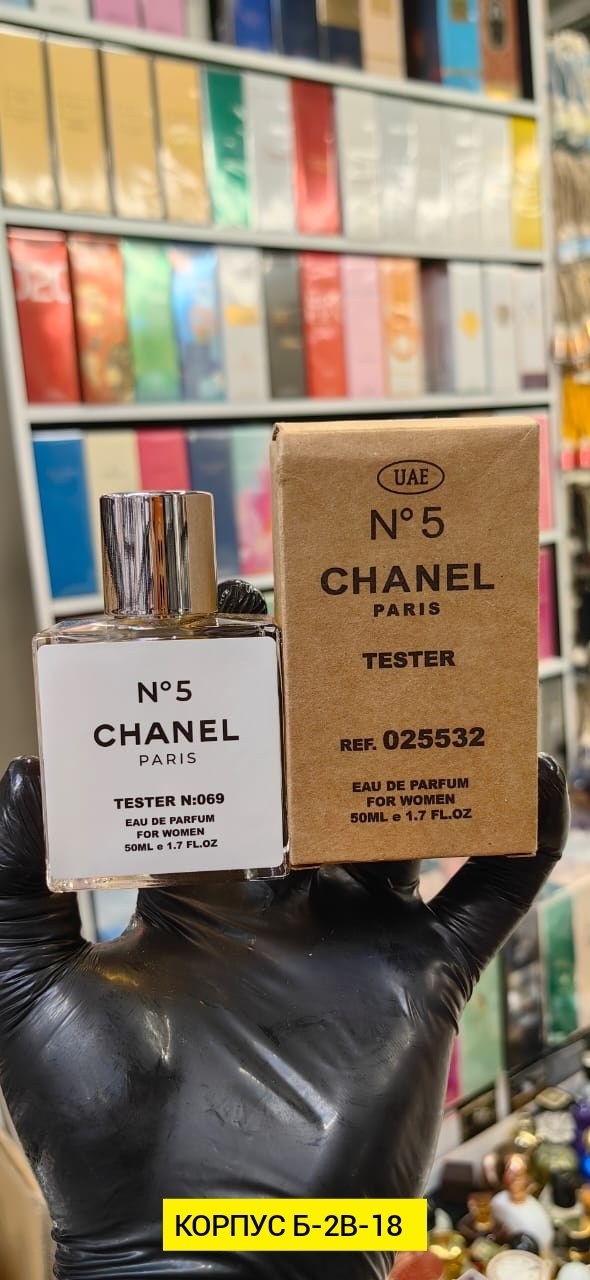 UAE
N° 5
CHANEL
PARIS
TESTER
REF. 025532
EAU DE PARFUM
FOR WOMEN
50ML e 1.7 FL.OZ
N°5
CHANEL
PARIS
TESTER N:069
EAU DE PARFUM
FOR WOMEN
50ML e 1.7 FL.OZ
КОРПУС Б-2В-18